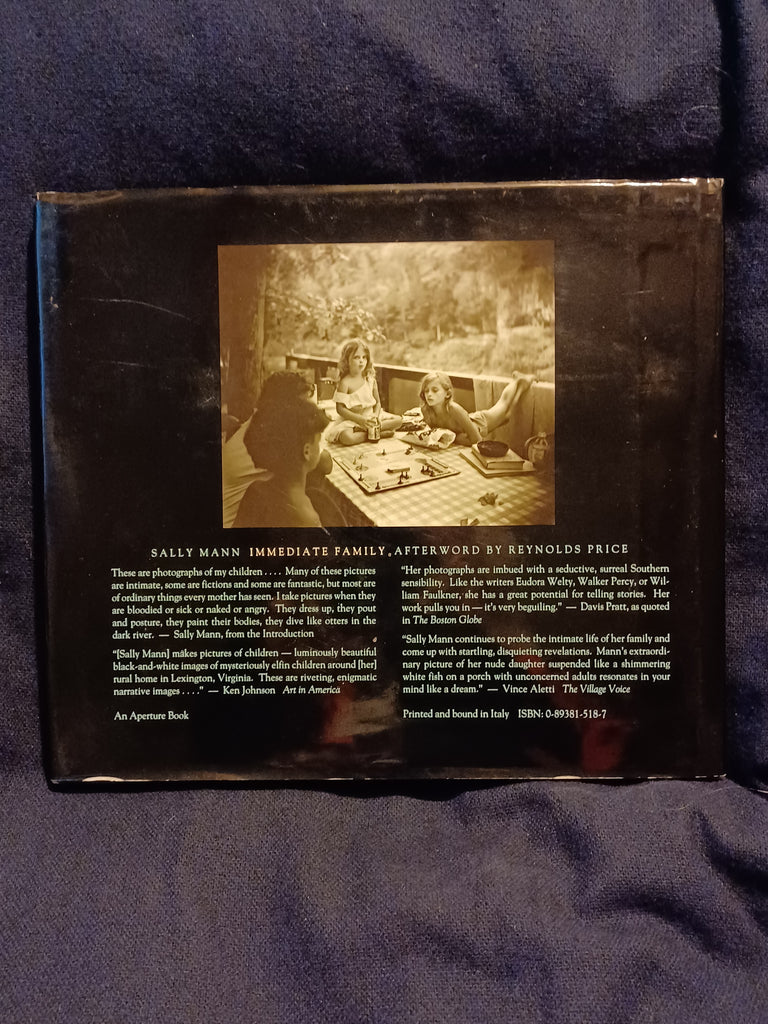 SALLY MANN IMMEDIATE FAMILY AFTERWORD BY REYNOLDS PRICE
These are photographs of my children . . . . Many of these pictures
are intimate, some are fictions and some are fantastic, but most are
of ordinary things every mother has seen. I take pictures when they
are bloodied or sick or naked or angry. They dress up, they pout
and posture, they paint their bodies, they dive like otters in the
dark river. — Sally Mann, from the Introduction
"[Sally Mann] makes pictures of children — luminously beautiful
black-and-white images of mysteriously elfin children around [her]
rural home in Lexington, Virginia. These are riveting, enigmatic
narrative images . . . ." — Ken Johnson Art in America
An Aperture Book
"Her photographs are imbued with a seductive, surreal Southern
sensibility. Like the writers Eudora Welty, Walker Percy, or Wil-
liam Faulkner, she has a great potential for telling stories. Her
work pulls you in — it's very beguiling." — Davis Pratt, as quoted
in The Boston Globe
"Sally Mann continues to probe the intimate life of her family and
come up with startling, disquieting revelations. Mann's extraordi-
nary picture of her nude daughter suspended like a shimmering
white fish on a porch with unconcerned adults resonates in your
mind like a dream." — Vince Aletti The Village Voice
Printed and bound in Italy ISBN: 0-89381-518-7